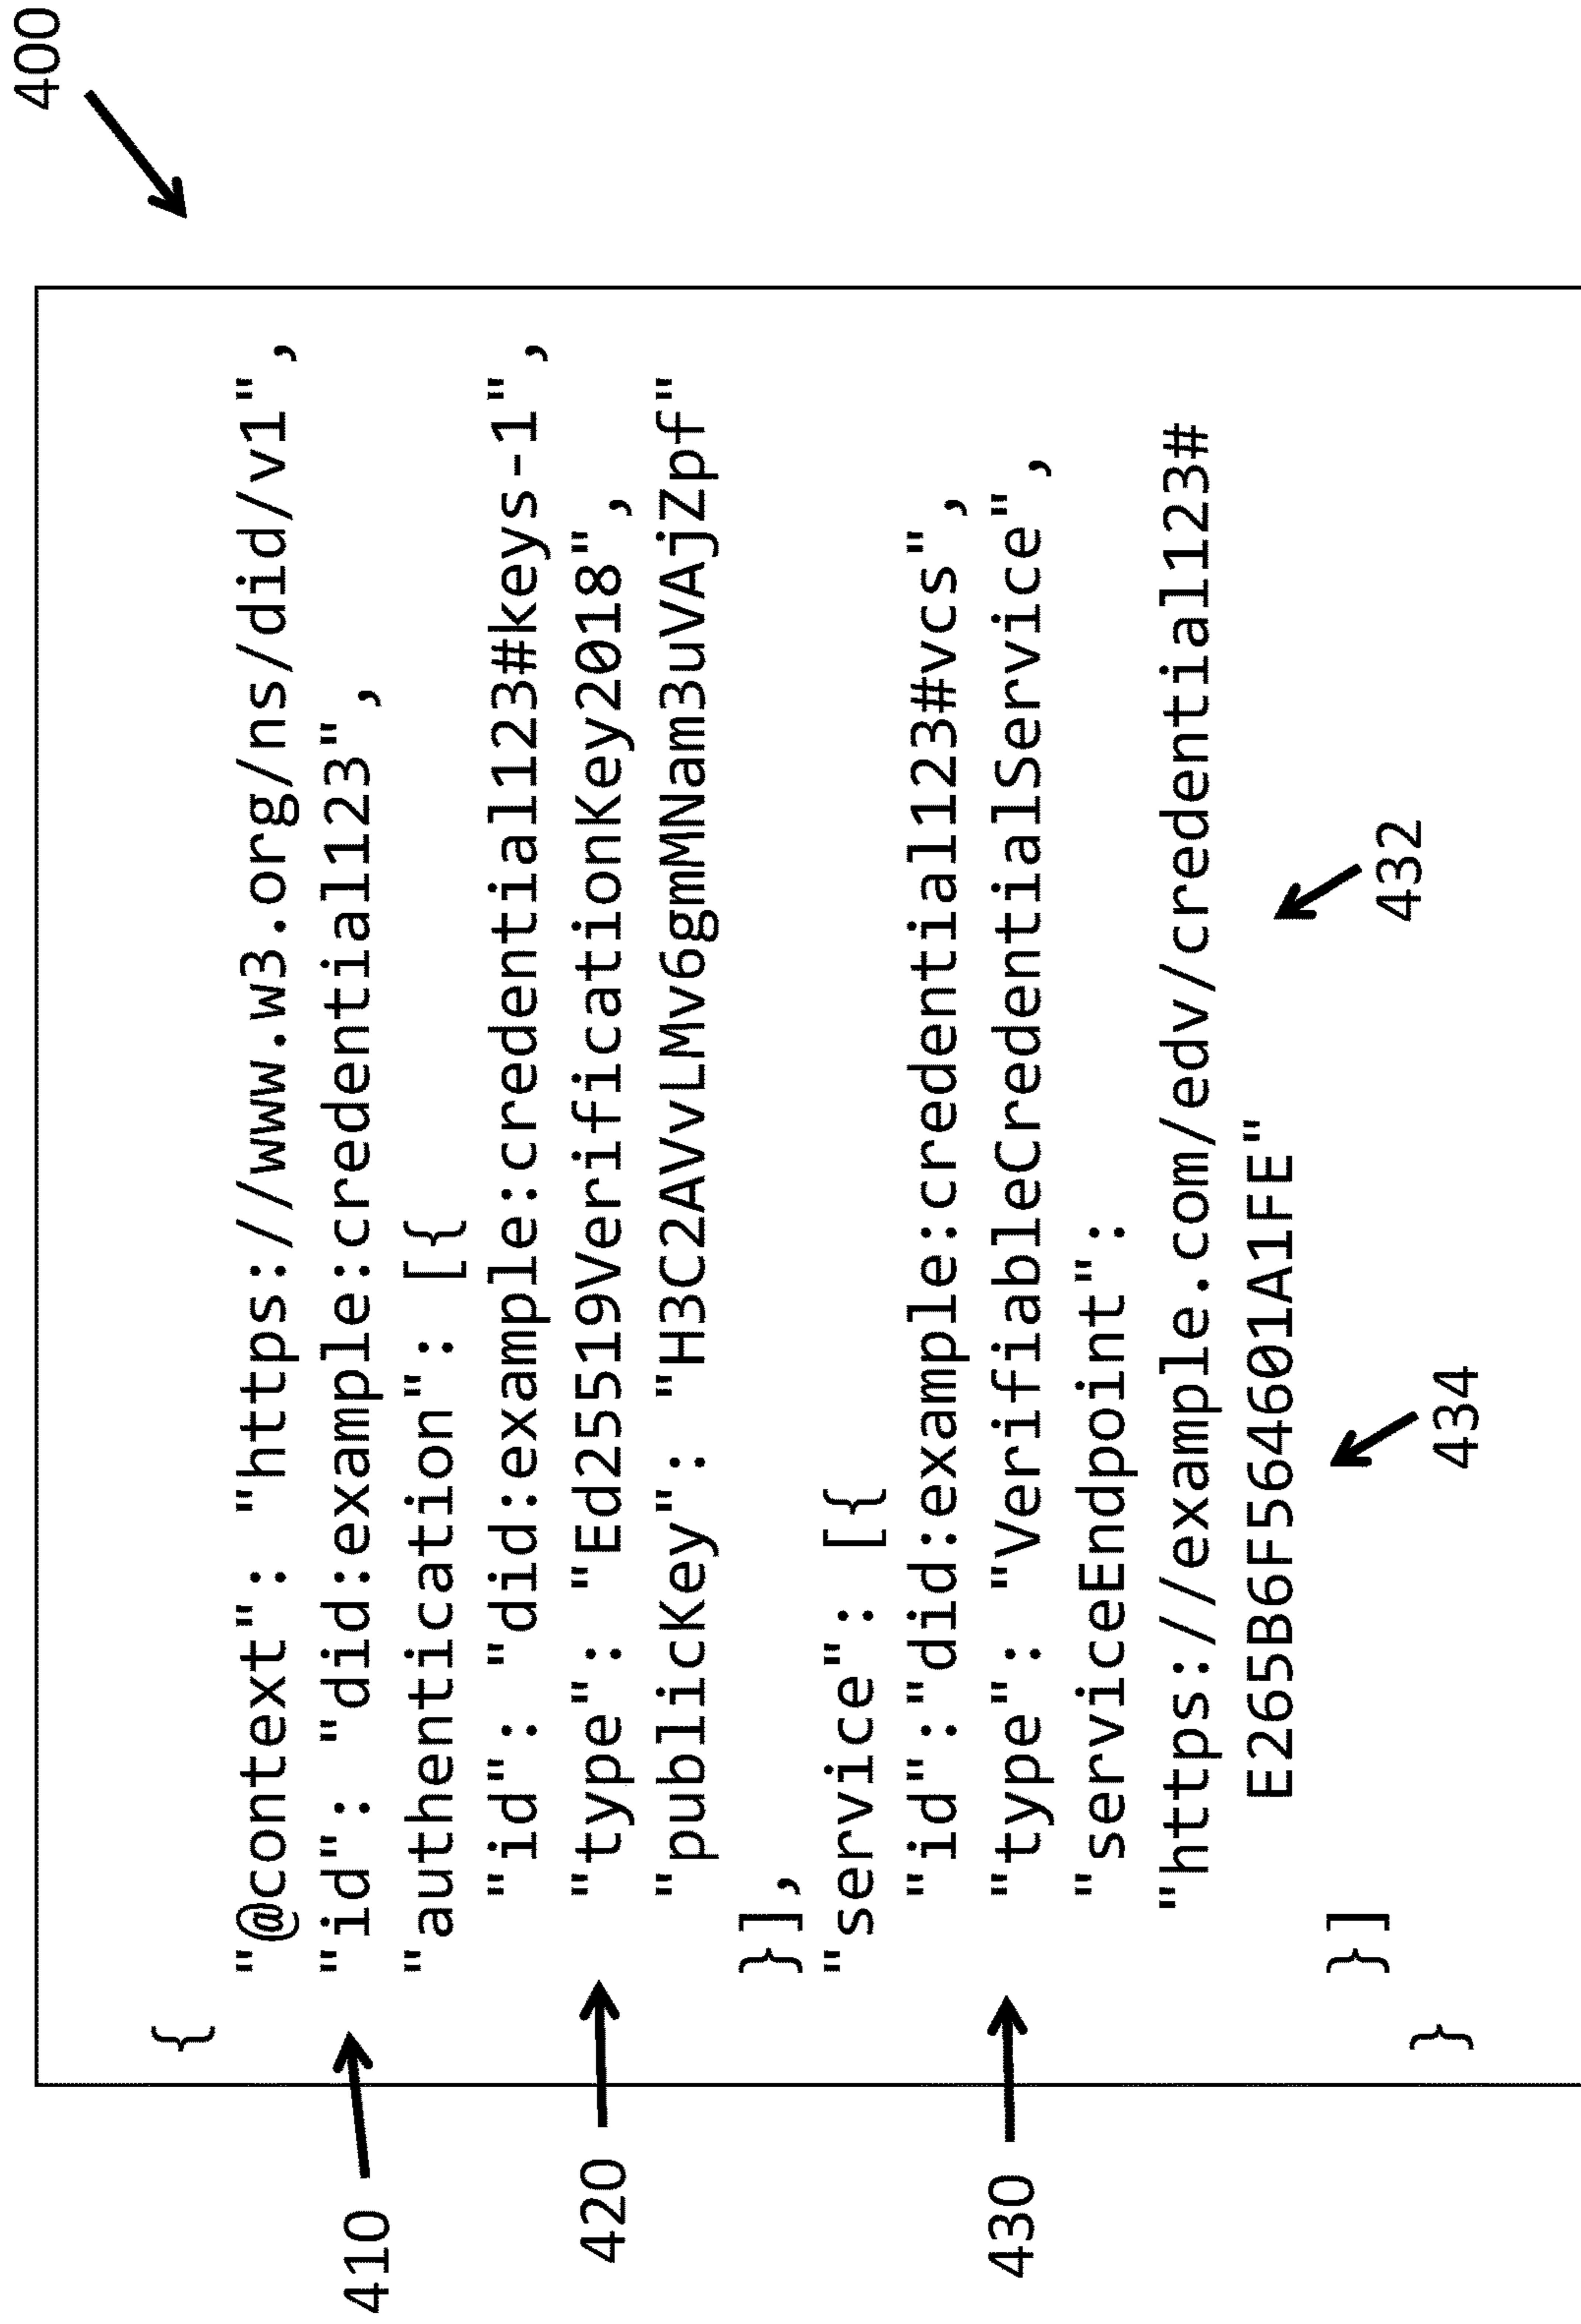 400
{
"@context": "https://www.w3.org/ns/did/v1",
410
"id": "did:example:credential123",
"authentication": [{
"id": "did:example:credential123#keys-1",
420
"type": "Ed25519VerificationKey2018",
"publicKey": "H3C2AVvLMv6gmMNam3uVAjZpf"
}],
"service": [{
"id":"did:example:credential123#vcs",
430
"type": "VerifiableCredentialService",
"serviceEndpoint":
"https://example.com/edv/credential123#
E265B6F564601A1FE"
432
434
}]
}